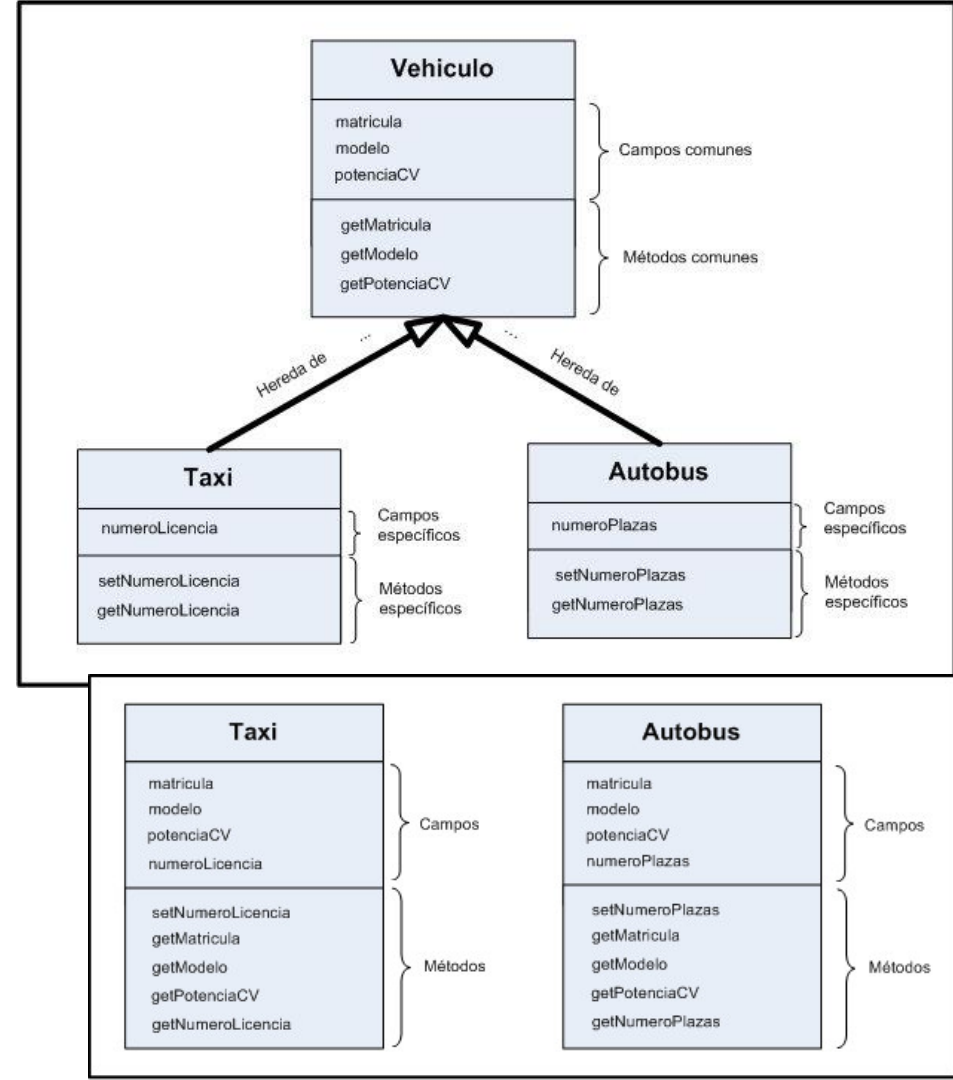 Vehiculo
matricula
modelo
potenciaCV
Campos comunes
getMatricula
getModelo
getPotenciaCV
Métodos comunes
...
...
Hereda de
Hereda de
Taxi
numeroLicencia
Campos
específicos
setNumeroLicencia
getNumeroLicencia
Métodos
específicos
Autobus
numeroPlazas
Campos
específicos
setNumeroPlazas
getNumeroPlazas
Métodos
específicos
Taxi
matricula
modelo
potenciaCV
numeroLicencia
Campos
setNumeroLicencia
getMatricula
getModelo
getPotenciaCV
getNumeroLicencia
Métodos
Autobus
matricula
modelo
potenciaCV
numeroPlazas
Campos
setNumeroPlazas
getMatricula
getModelo
getPotenciaCV
getNumeroPlazas
Métodos